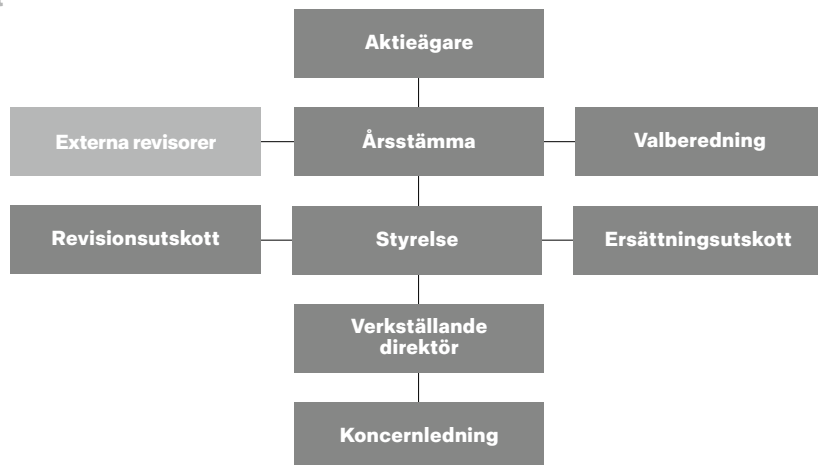 Aktieägare
Externa revisorer
Årsstämma
Valberedning
Revisionsutskott
Styrelse
Ersättningsutskott
Verkställande
direktör
Koncernledning